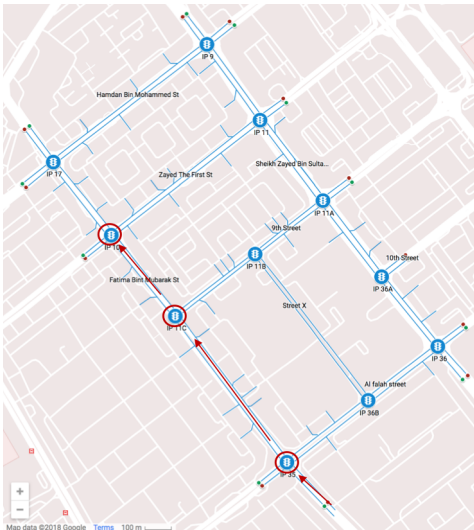 IP 9
Hamdan Bin Mohammed St
IP 11
IP 17
Zayed The First St
Sheikh Zayed Bin Sulta...
IP 11A
IP 10
9th Street
Fatima Bint Mubarak St
IP 11B
10th Street
IP 36A
Street X
IP 11C
IP 36
Al falah street
IP 36B
IP 35
+
−
Map data ©2018 Google Terms 100 m